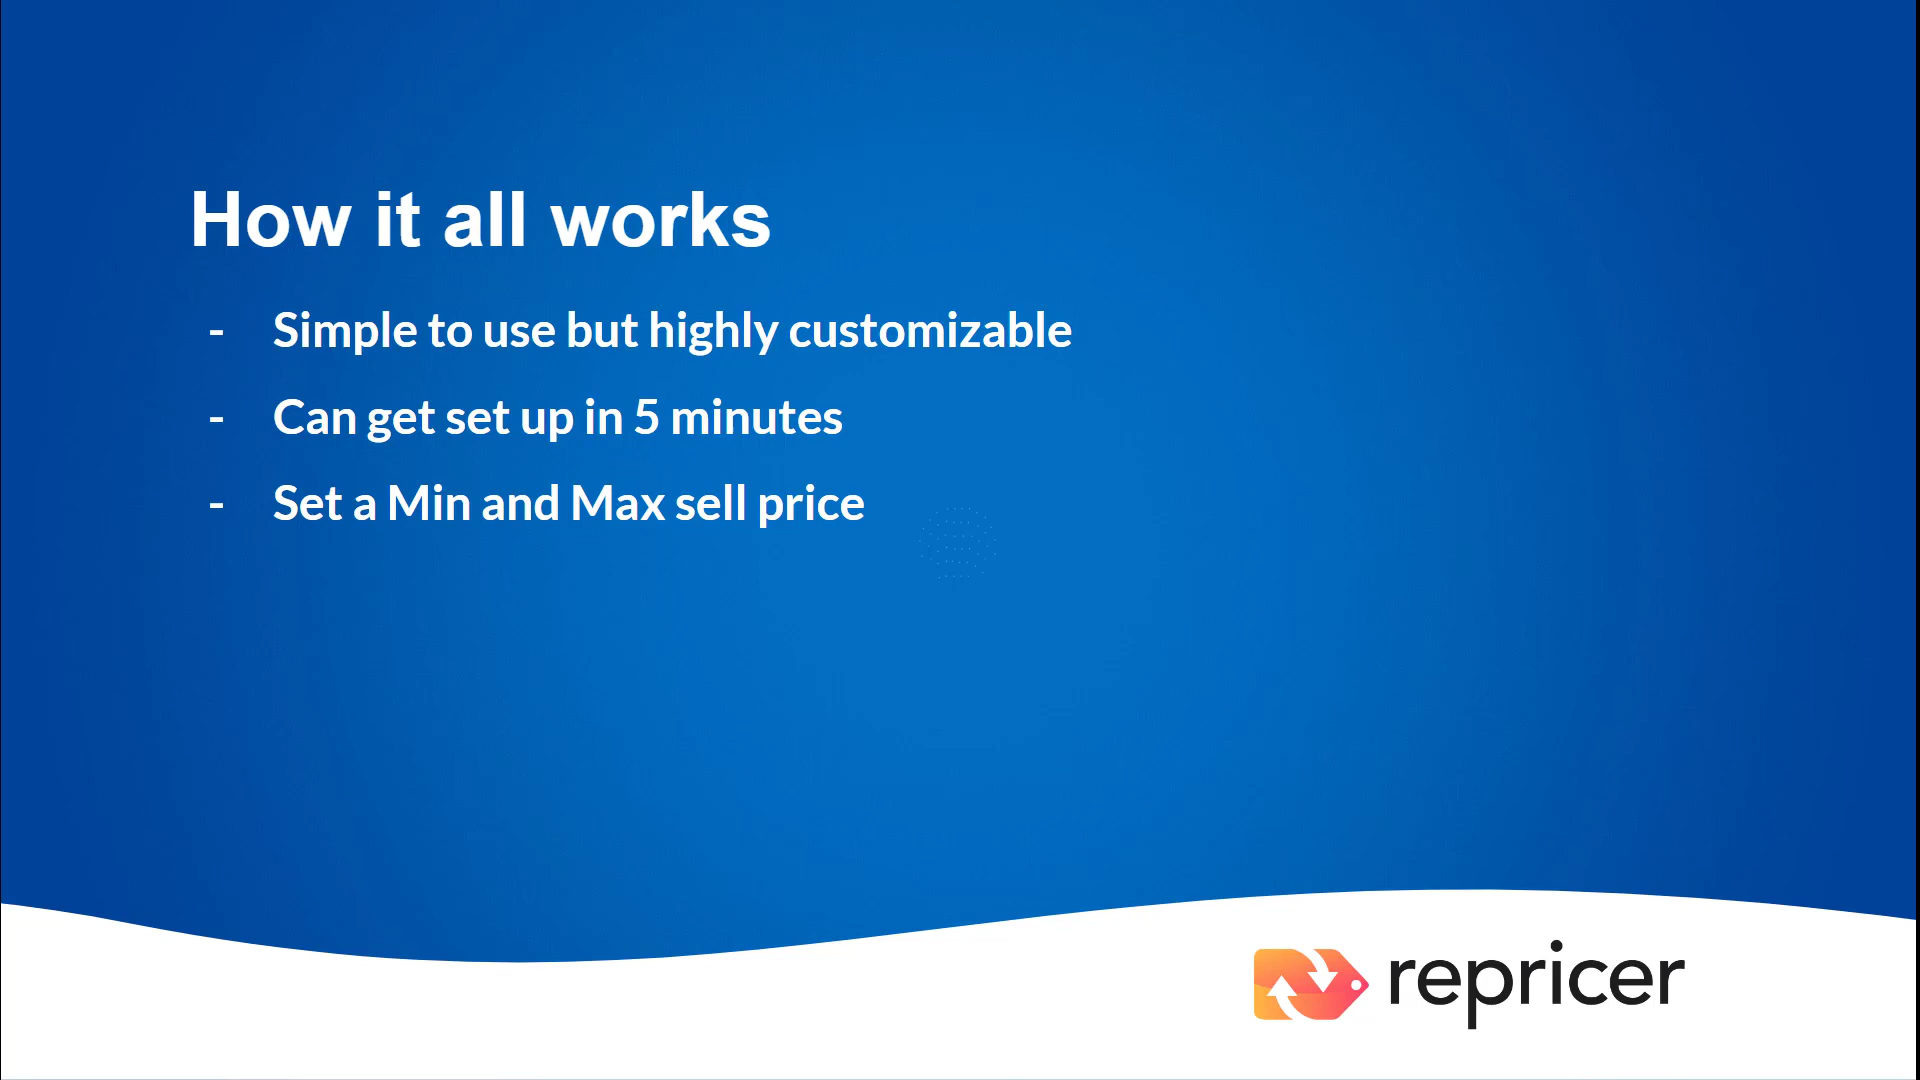 How it all works
- Simple to use but highly customizable
- Can get set up in 5 minutes
- Set a Min and Max sell price
repricer